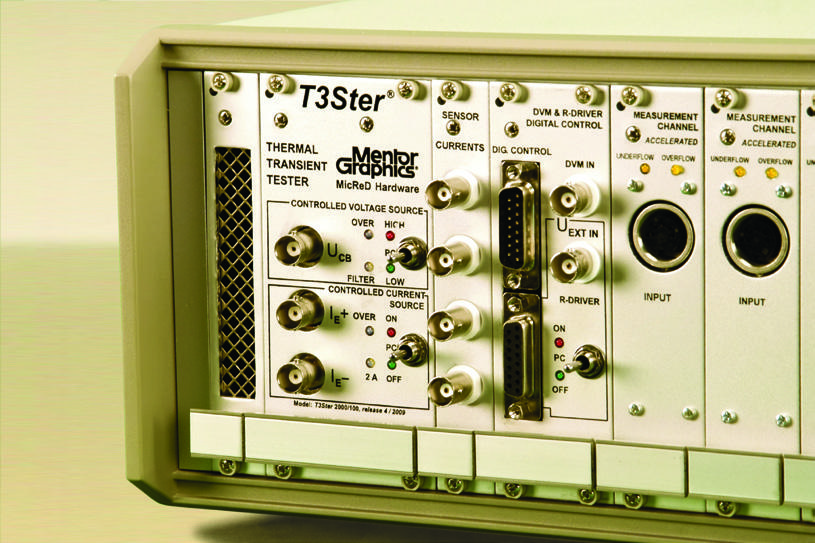 T3Ster®
THERMAL
TRANSIENT
TESTER
Mentor
Graphics®
MicReD Hardware
CONTROLLED VOLTAGE SOURCE
OVER HIGH
UCB
PC
FILTER LOW
CONTROLLED CURRENT
SOURCE
IE+ OVER ON
PC
IE− 2 A OFF
Model: T3Ster 2000/100, release 4 / 2009
SENSOR
CURRENTS
DVM & R-DRIVER
DIGITAL CONTROL
DIG. CONTROL
DVM IN
UEXT IN
R-DRIVER
ON
PC
OFF
MEASUREMENT
CHANNEL
ACCELERATED
UNDERFLOW OVERFLOW
INPUT
MEASUREMENT
CHANNEL
ACCELERATED
UNDERFLOW OVERFLOW
INPUT